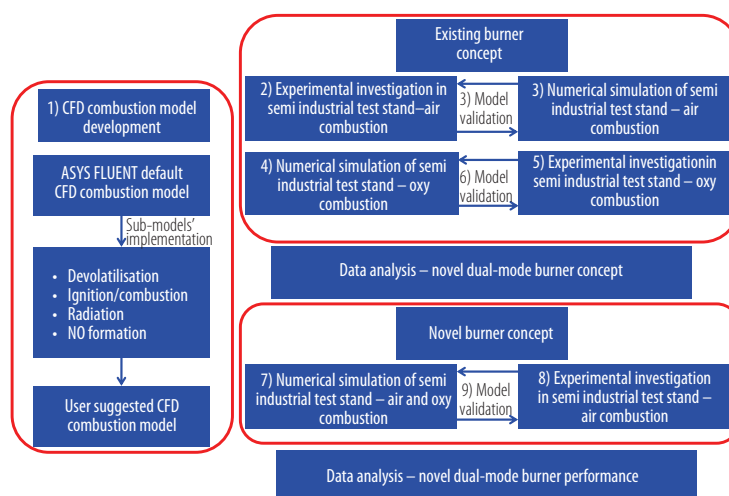 1) CFD combustion model
development
ASYS FLUENT default
CFD combustion model
Sub-models'
implementation
• Devolatilisation
• Ignition/combustion
• Radiation
• NO formation
User suggested CFD
combustion model
Existing burner
concept
2) Experimental investigation in
semi industrial test stand–air
combustion
3) Model
validation
3) Numerical simulation of semi
industrial test stand – air
combustion
4) Numerical simulation of semi
industrial test stand – oxy
combustion
6) Model
validation
5) Experimental investigationin
semi industrial test stand – oxy
combustion
Data analysis – novel dual-mode burner concept
Novel burner concept
7) Numerical simulation of semi
industrial test stand – air and oxy
combustion
9) Model
validation
8) Experimental investigation
in semi industrial test stand –
air combustion
Data analysis – novel dual-mode burner performance